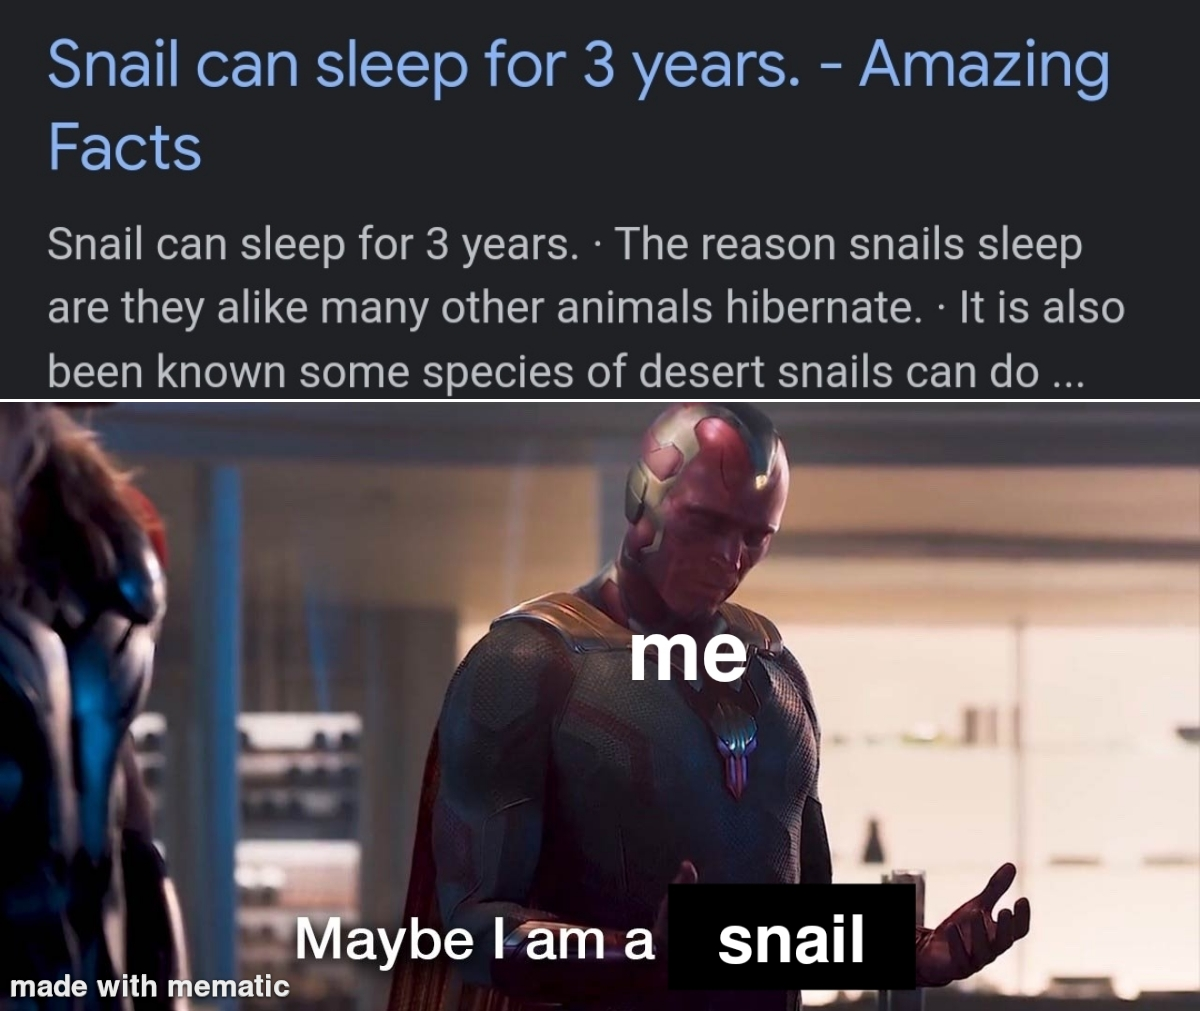 Snail can sleep for 3 years. - Amazing
Facts
Snail can sleep for 3 years. · The reason snails sleep
are they alike many other animals hibernate. · It is also
been known some species of desert snails can do ...
me
Maybe I am a snail
made with mematic